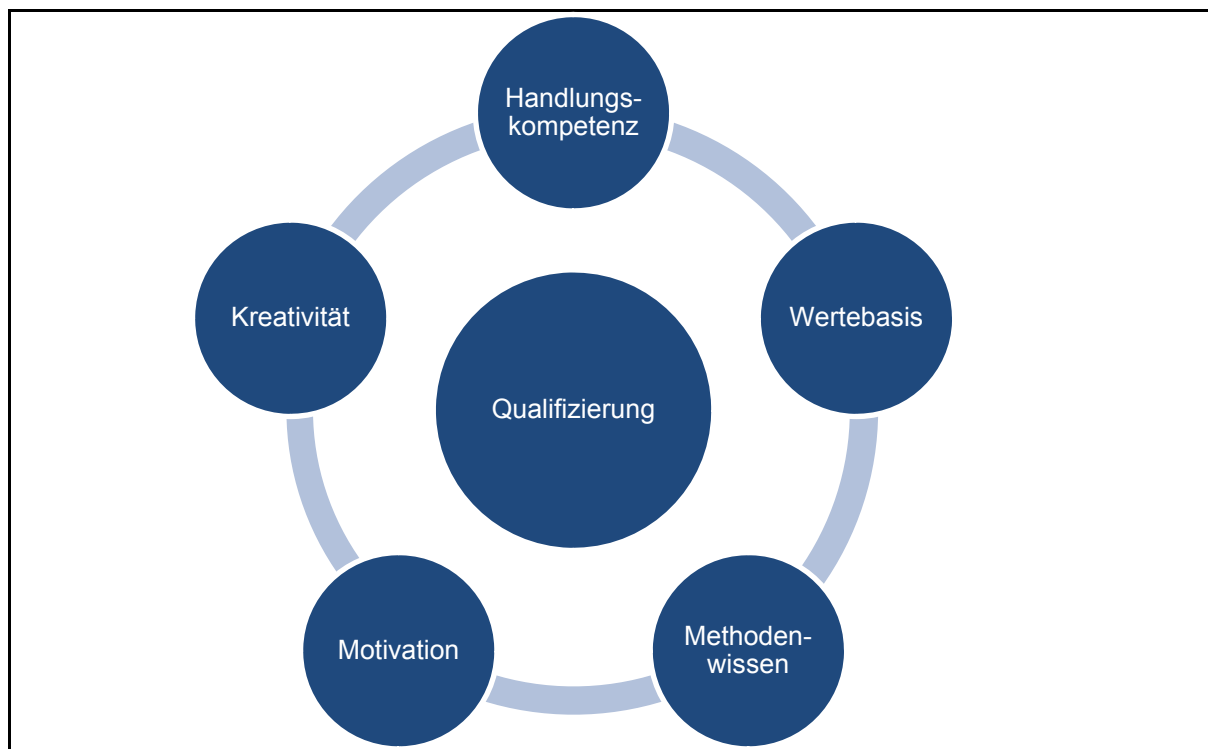 Handlungs-
kompetenz
Kreativität
Wertebasis
Qualifizierung
Motivation
Methoden-
wissen